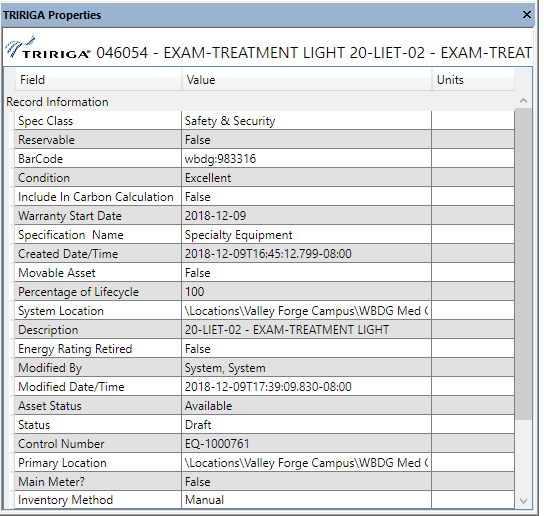 TRIRIGA Properties
TRIRIGA® 046054 - EXAM-TREATMENT LIGHT 20-LIET-02 - EXAM-TREAT
Field Value Units
Record Information
Spec Class Safety & Security
Reservable False
BarCode wbdg:983316
Condition Excellent
Include In Carbon Calculation False
Warranty Start Date 2018-12-09
Specification Name Specialty Equipment
Created Date/Time 2018-12-09T16:45:12.799-08:00
Movable Asset False
Percentage of Lifecycle 100
System Location \Locations\Valley Forge Campus\WBDG Med
Description 20-LIET-02 - EXAM-TREATMENT LIGHT
Energy Rating Retired False
Modified By System, System
Modified Date/Time 2018-12-09T17:39:09.830-08:00
Asset Status Available
Status Draft
Control Number EQ-1000761
Primary Location \Locations\Valley Forge Campus\WBDG Med
Main Meter? False
Inventory Method Manual